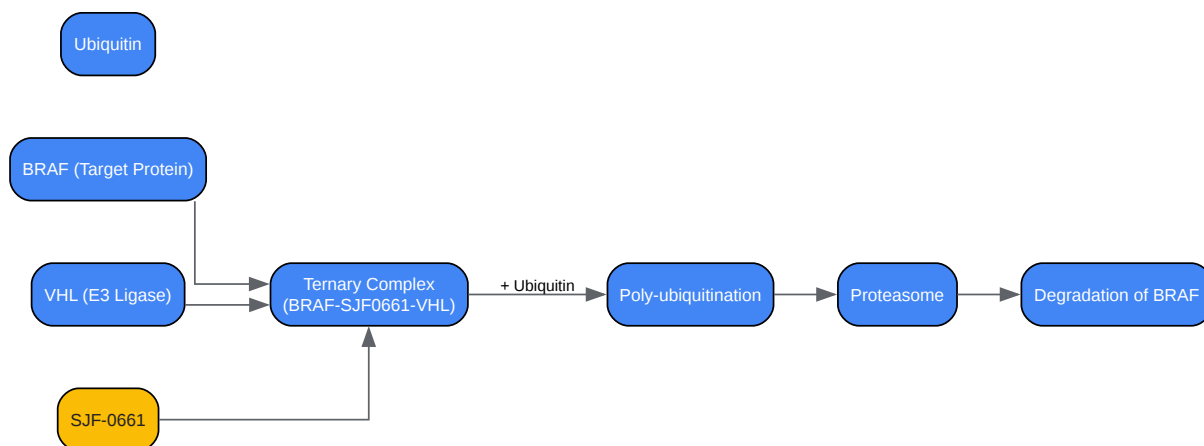 Ubiquitin
BRAF (Target Protein)
VHL (E3 Ligase)
SJF-0661
Ternary Complex
(BRAF-SJF0661-VHL)
+ Ubiquitin
Poly-ubiquitination
Proteasome
Degradation of BRAF